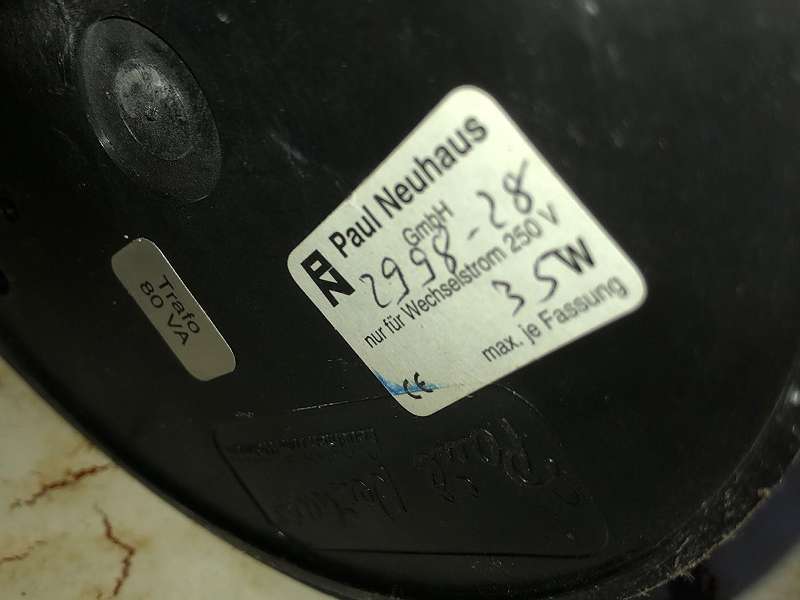 PN Paul Neuhaus
GmbH
2998-28
nur für Wechselstrom 250 V
35W
max. je Fassung
CE
Trafo
80 VA